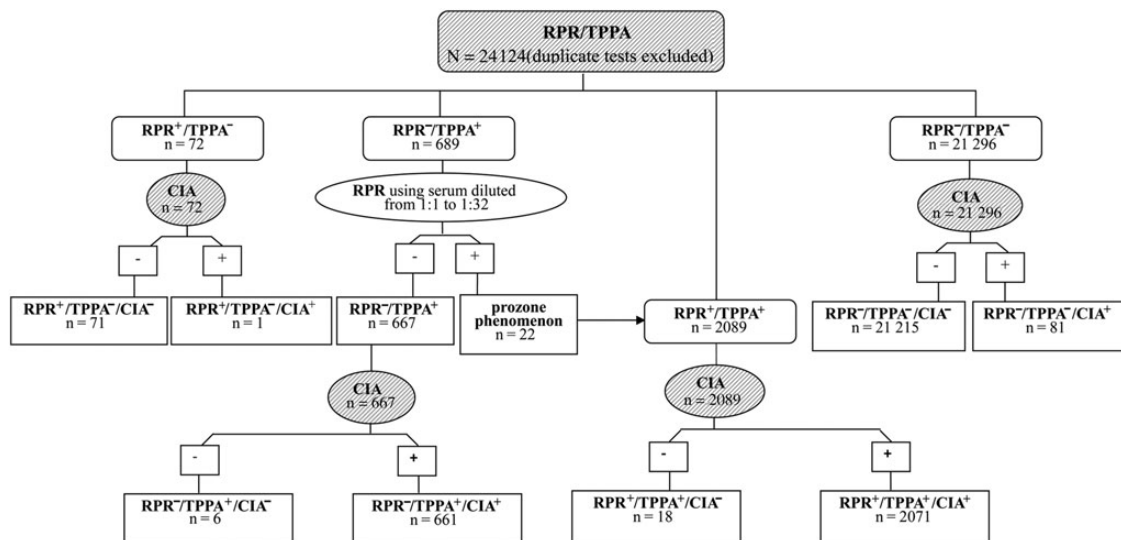 RPR/TPPA
N = 24124(duplicate tests excluded)
RPR⁺/TPPA⁻
n = 72
RPR⁻/TPPA⁺
n = 689
RPR⁻/TPPA⁻
n = 21 296
CIA
n = 72
RPR using serum diluted
from 1:1 to 1:32
CIA
n = 21 296
-
+
-
+
-
+
RPR⁺/TPPA⁻/CIA⁻
n = 71
RPR⁺/TPPA⁻/CIA⁺
n = 1
RPR⁻/TPPA⁺
n = 667
prozone
phenomenon
n = 22
RPR⁺/TPPA⁺
n = 2089
RPR⁻/TPPA⁻/CIA⁻
n = 21 215
RPR⁻/TPPA⁻/CIA⁺
n = 81
CIA
n = 667
CIA
n = 2089
-
+
-
+
RPR⁻/TPPA⁺/CIA⁻
n = 6
RPR⁻/TPPA⁺/CIA⁺
n = 661
RPR⁺/TPPA⁺/CIA⁻
n = 18
RPR⁺/TPPA⁺/CIA⁺
n = 2071